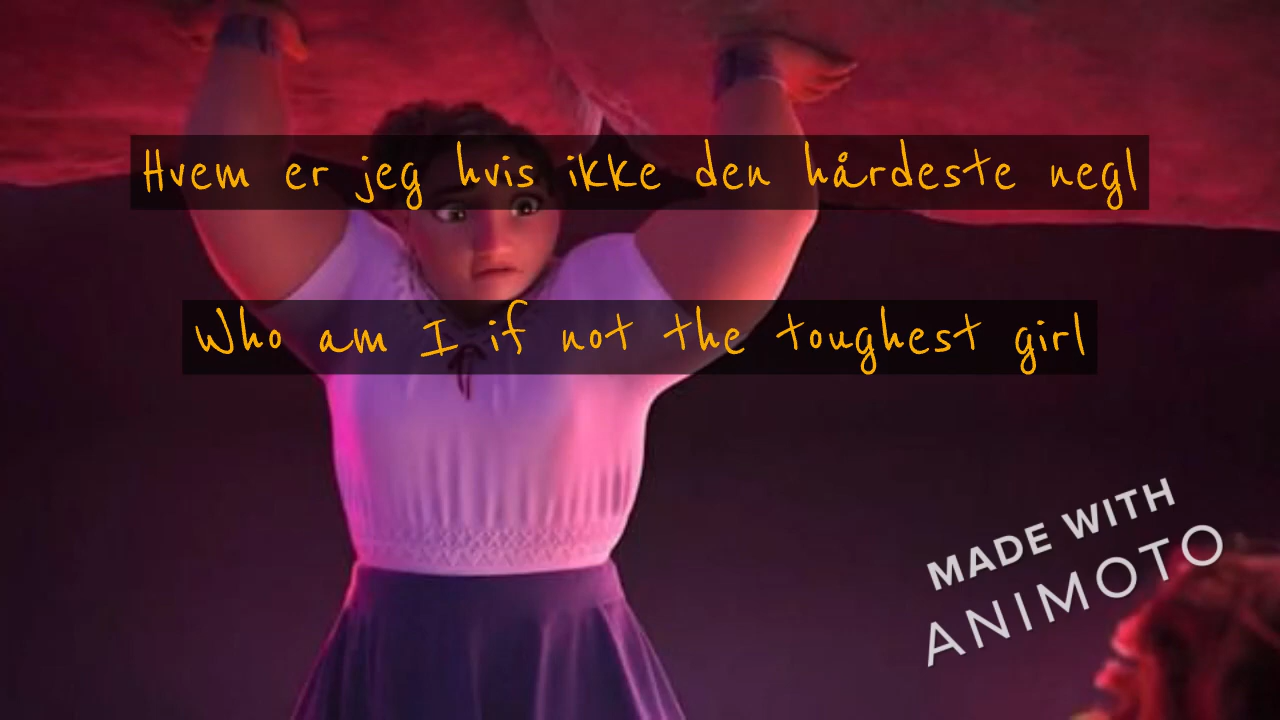 Hvem er jeg hvis ikke den hårdeste negl
Who am I if not the toughest girl
MADE WITH
ANIMOTO